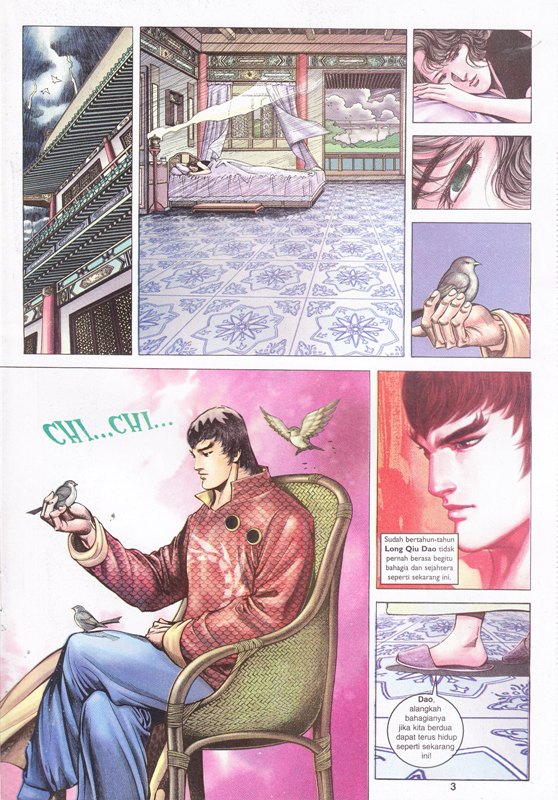 CHI...CHI...
Sudah bertahun-tahun
Long Qiu Dao tidak
pernah berasa begitu
bahagia dan sejahtera
seperti sekarang ini.
Dao,
alangkah
bahagianya
jika kita berdua
dapat terus hidup
seperti sekarang
ini!
3